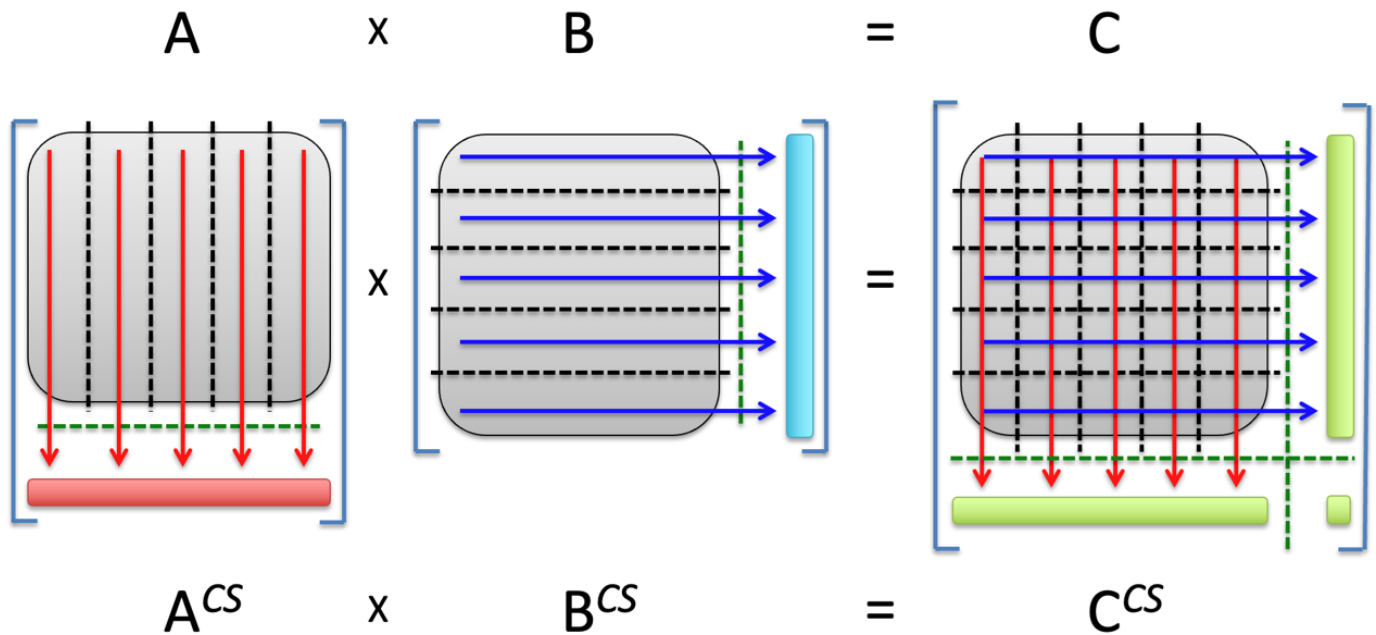 A x B = C
x =
A^CS x B^CS = C^CS